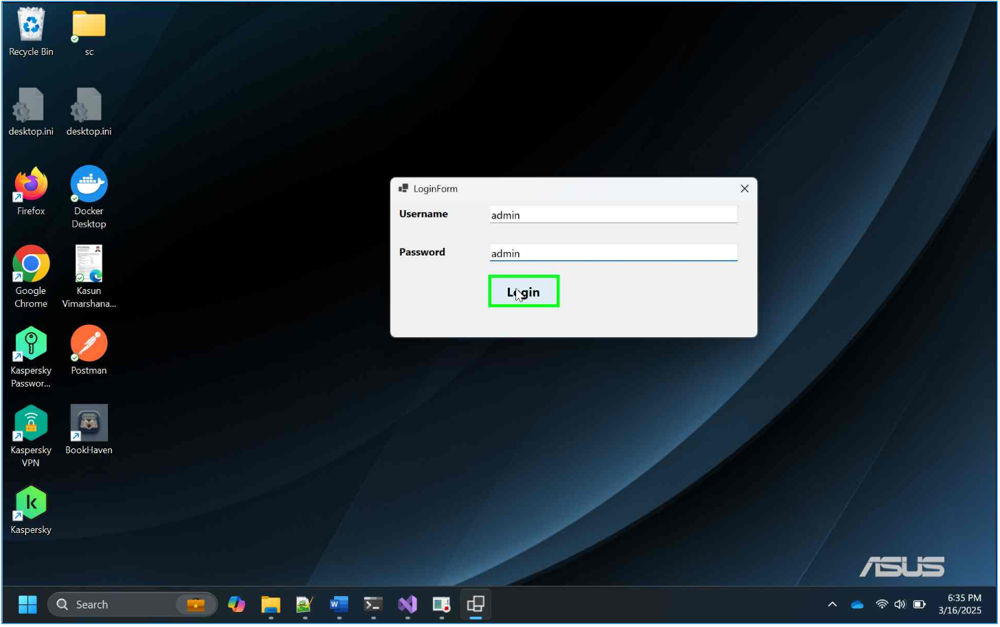 Recycle Bin
sc
desktop.ini
desktop.ini
Firefox
Docker
Desktop
Google
Chrome
Kasun
Vimarshana...
Kaspersky
Passwor...
Postman
Kaspersky
VPN
BookHaven
Kaspersky
LoginForm
Username
admin
Password
admin
Login
ASUS
Search
6:35 PM
3/16/2025